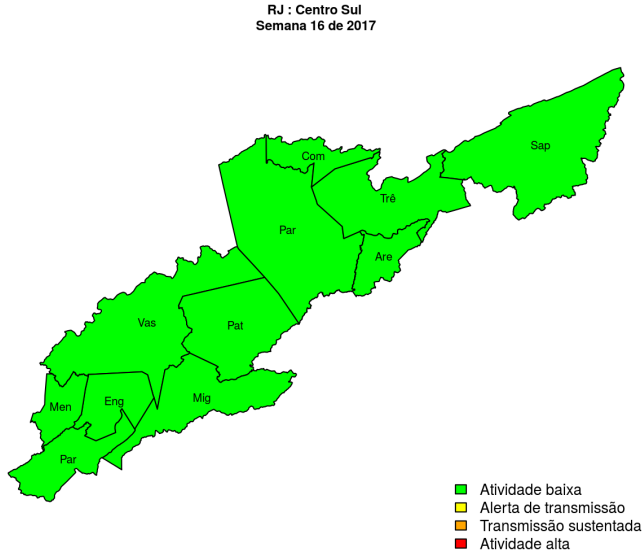 RJ : Centro Sul
Semana 16 de 2017
Sap
Com
Trê
Par
Are
Vas
Pat
Men
Eng
Mig
Par
Atividade baixa
Alerta de transmissão
Transmissão sustentada
Atividade alta